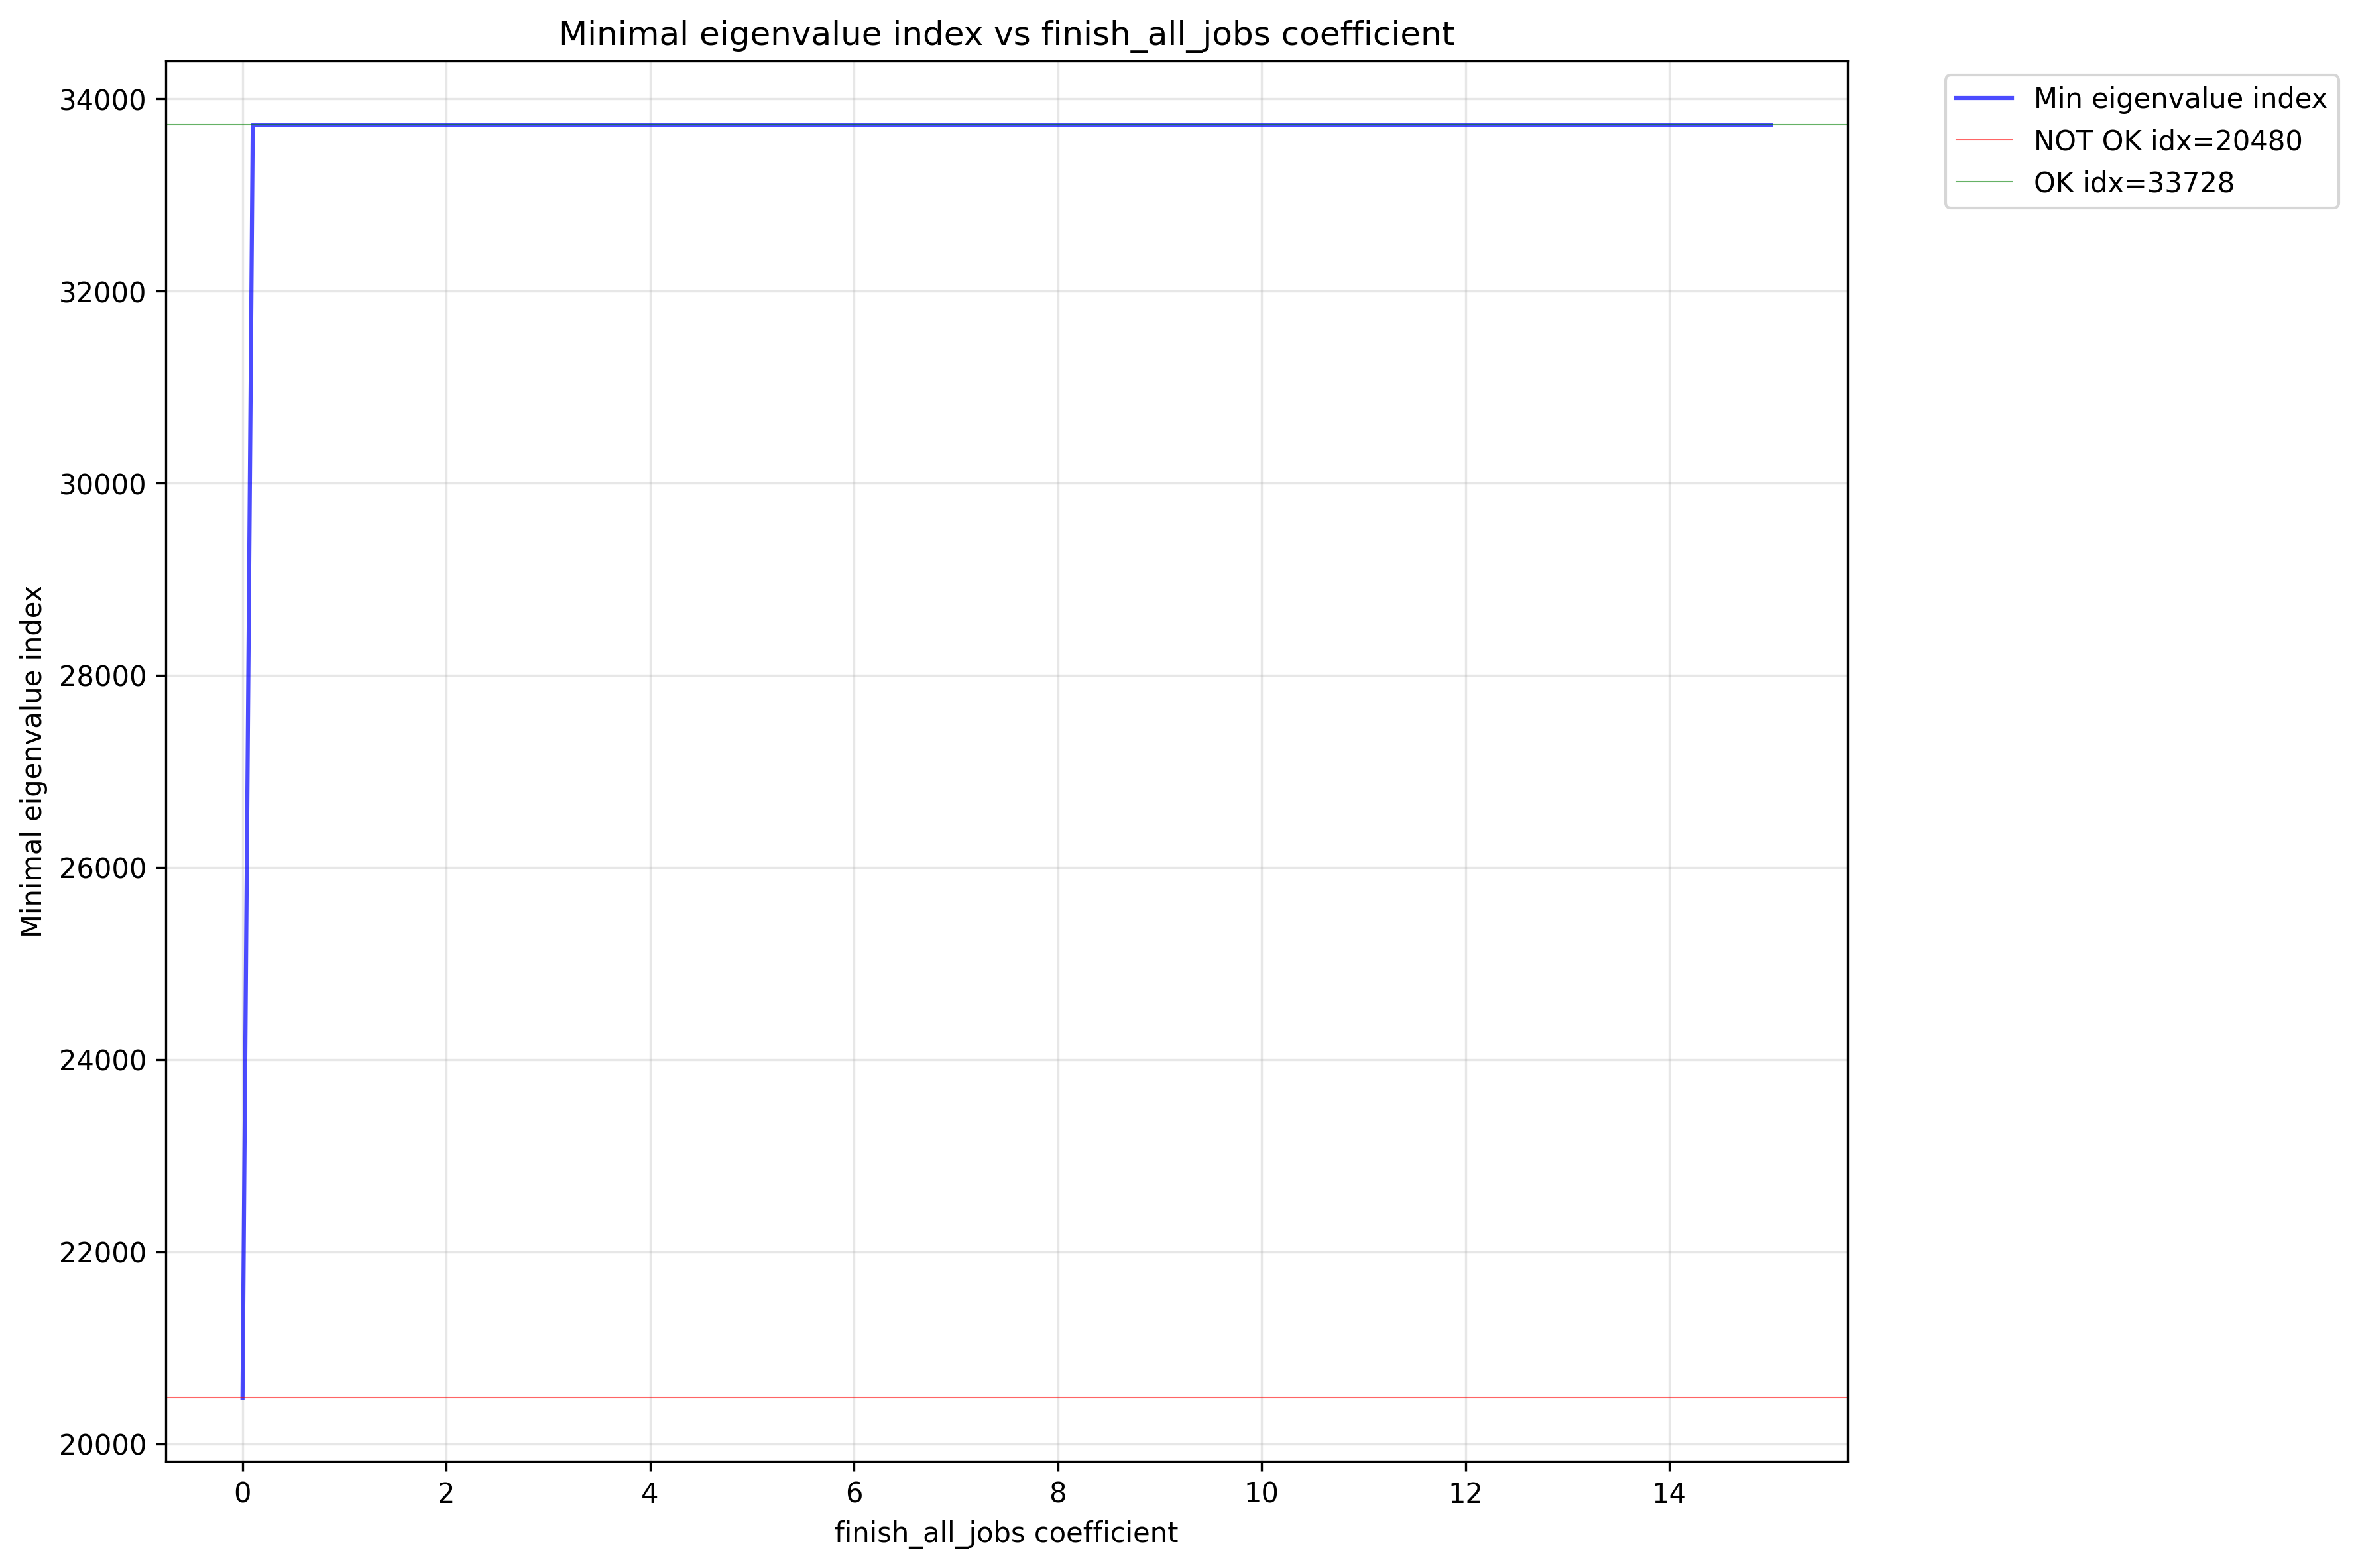 Minimal eigenvalue index vs finish_all_jobs coefficient
34000
32000
30000
28000
26000
24000
22000
20000
Minimal eigenvalue index
0 2 4 6 8 10 12 14
finish_all_jobs coefficient
Min eigenvalue index
NOT OK idx=20480
OK idx=33728